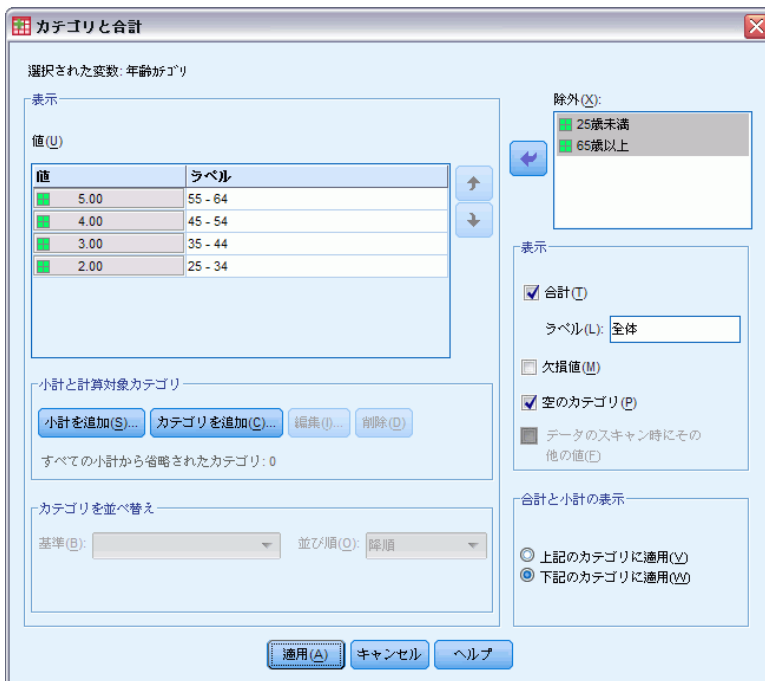 カテゴリと合計
選択された変数: 年齢カテゴリ
表示
値(U)
値 ラベル
5.00 55 - 64
4.00 45 - 54
3.00 35 - 44
2.00 25 - 34
小計と計算対象カテゴリ
小計を追加(S)... カテゴリを追加(C)... 編集(I)... 削除(D)
すべての小計から省略されたカテゴリ: 0
カテゴリを並べ替え
基準(B): 並び順(O): 降順
除外(X):
25歳未満
65歳以上
表示
合計(T)
ラベル(L): 全体
欠損値(M)
空のカテゴリ(P)
データのスキャン時にその
他の値(F)
合計と小計の表示
上記のカテゴリに適用(V)
下記のカテゴリに適用(W)
適用(A) キャンセル ヘルプ